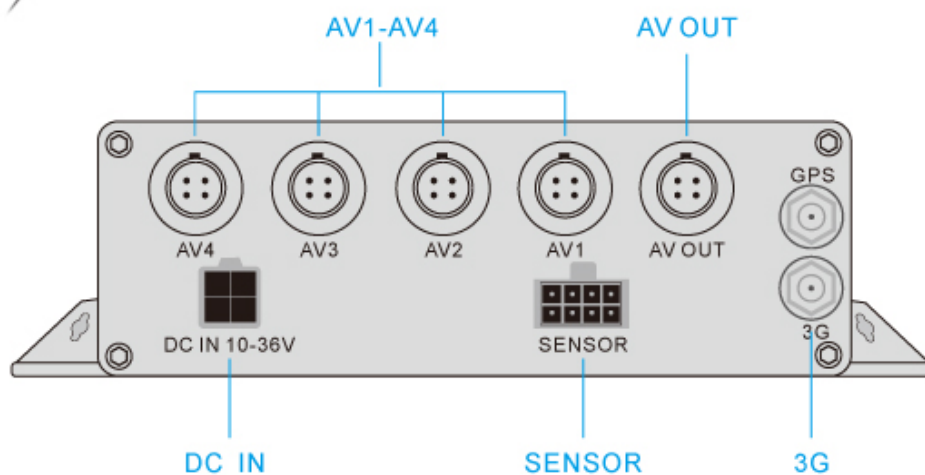 AV1-AV4 AV OUT
GPS
AV4 AV3 AV2 AV1 AV OUT
3G
DC IN 10-36V SENSOR
DC IN SENSOR 3G